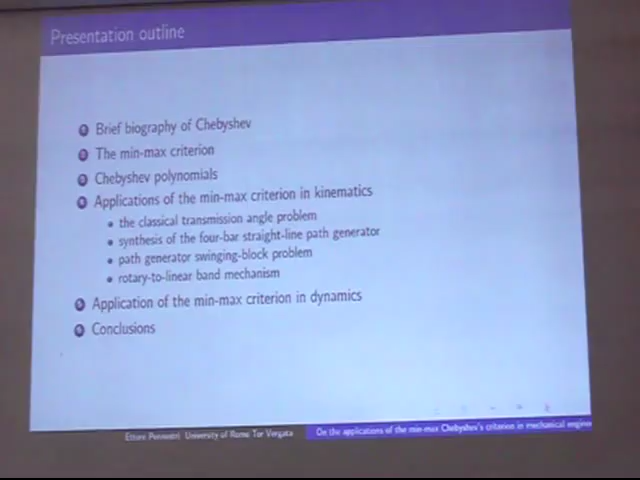 Presentation outline
Brief biography of Chebyshev
The min-max criterion
Chebyshev polynomials
Applications of the min-max criterion in kinematics
the classical transmission angle problem
synthesis of the four-bar straight-line path generator
path generator swinging-block problem
rotary-to-linear band mechanism
Application of the min-max criterion in dynamics
Conclusions
Ettore Pennestrì University of Rome Tor Vergata
On the applications of the min-max Chebyshev's criterion in mechanical engine